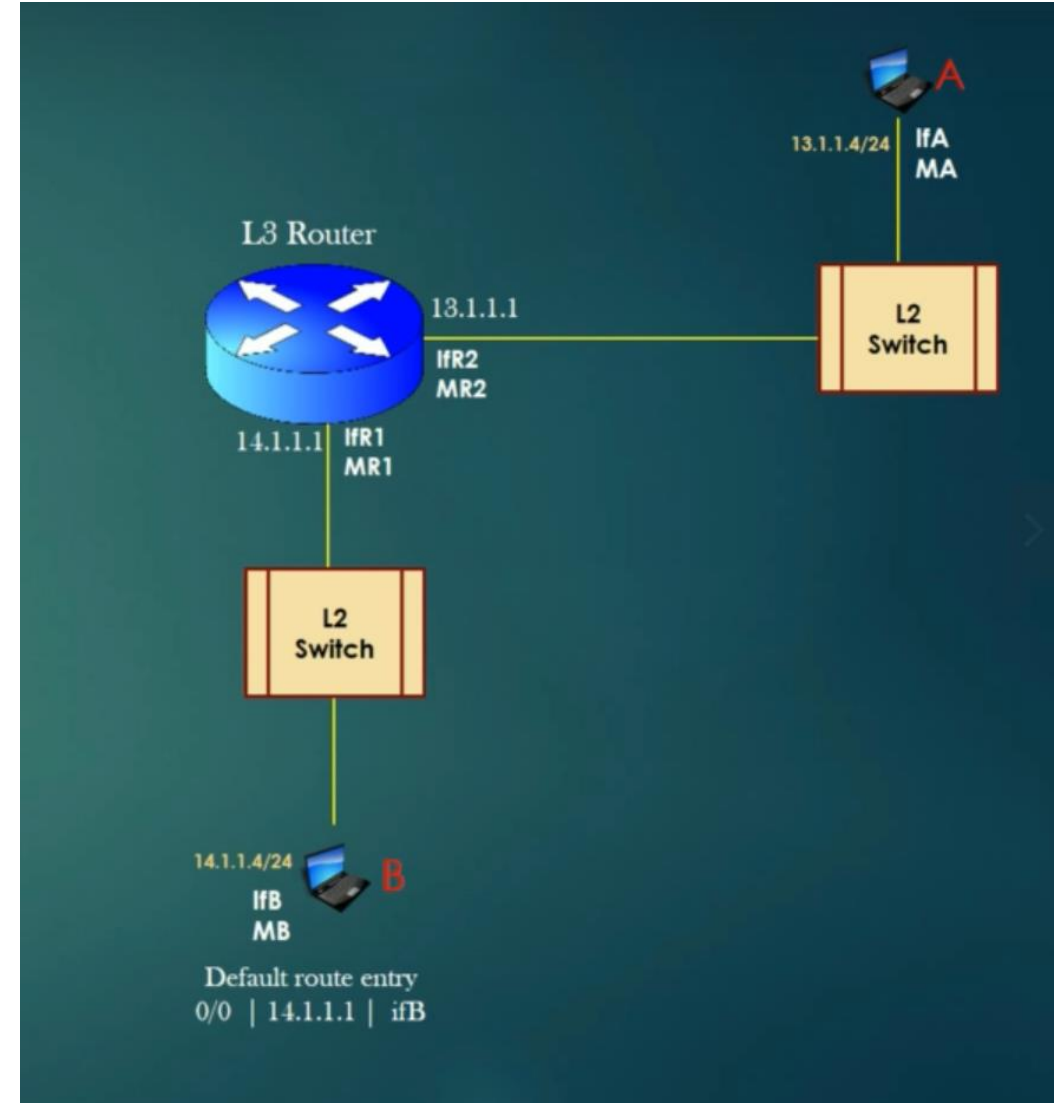 A
13.1.1.4/24
IfA
MA
L3 Router
13.1.1.1
IfR2
MR2
L2
Switch
14.1.1.1
IfR1
MR1
L2
Switch
14.1.1.4/24
B
IfB
MB
Default route entry
0/0 | 14.1.1.1 | ifB